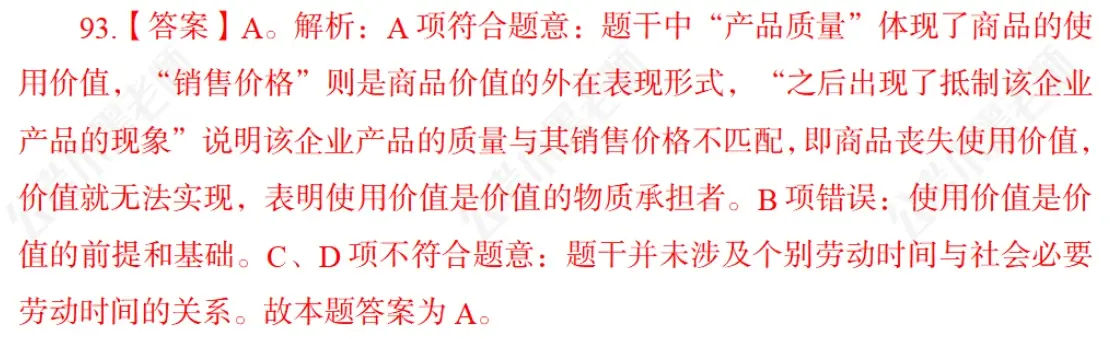 93.【答案】A。解析：A 项符合题意：题干中“产品质量”体现了商品的使
用价值，“销售价格”则是商品价值的外在表现形式，“之后出现了抵制该企业
产品的现象”说明该企业产品的质量与其销售价格不匹配，即商品丧失使用价值，
价值就无法实现，表明使用价值是价值的物质承担者。B 项错误：使用价值是价
值的前提和基础。C、D 项不符合题意：题干并未涉及个别劳动时间与社会必要
劳动时间的关系。故本题答案为 A。